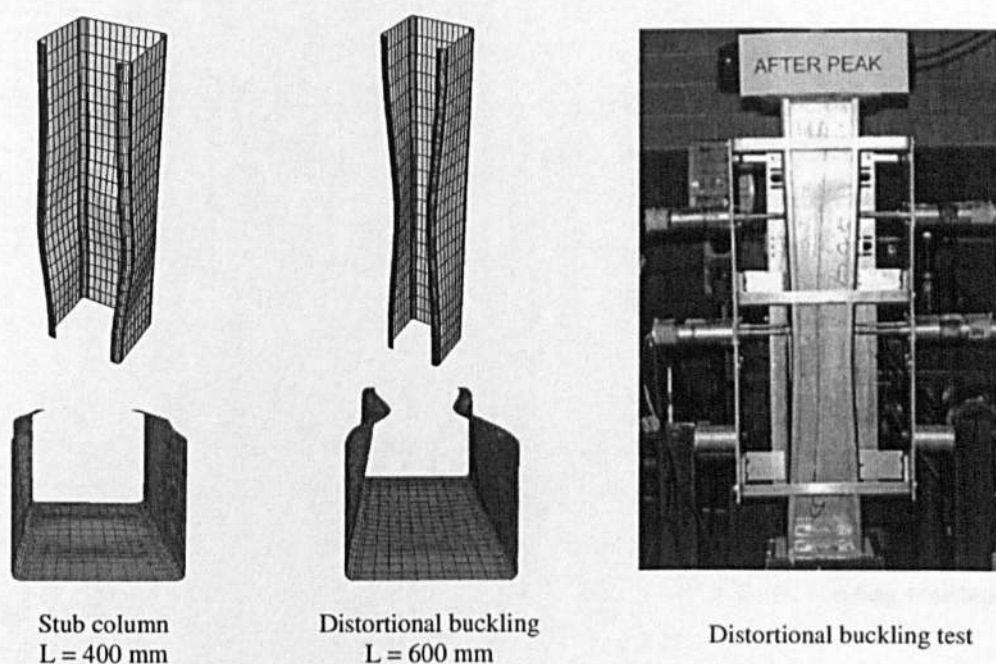 AFTER PEAK
Stub column
L = 400 mm
Distortional buckling
L = 600 mm
Distortional buckling test